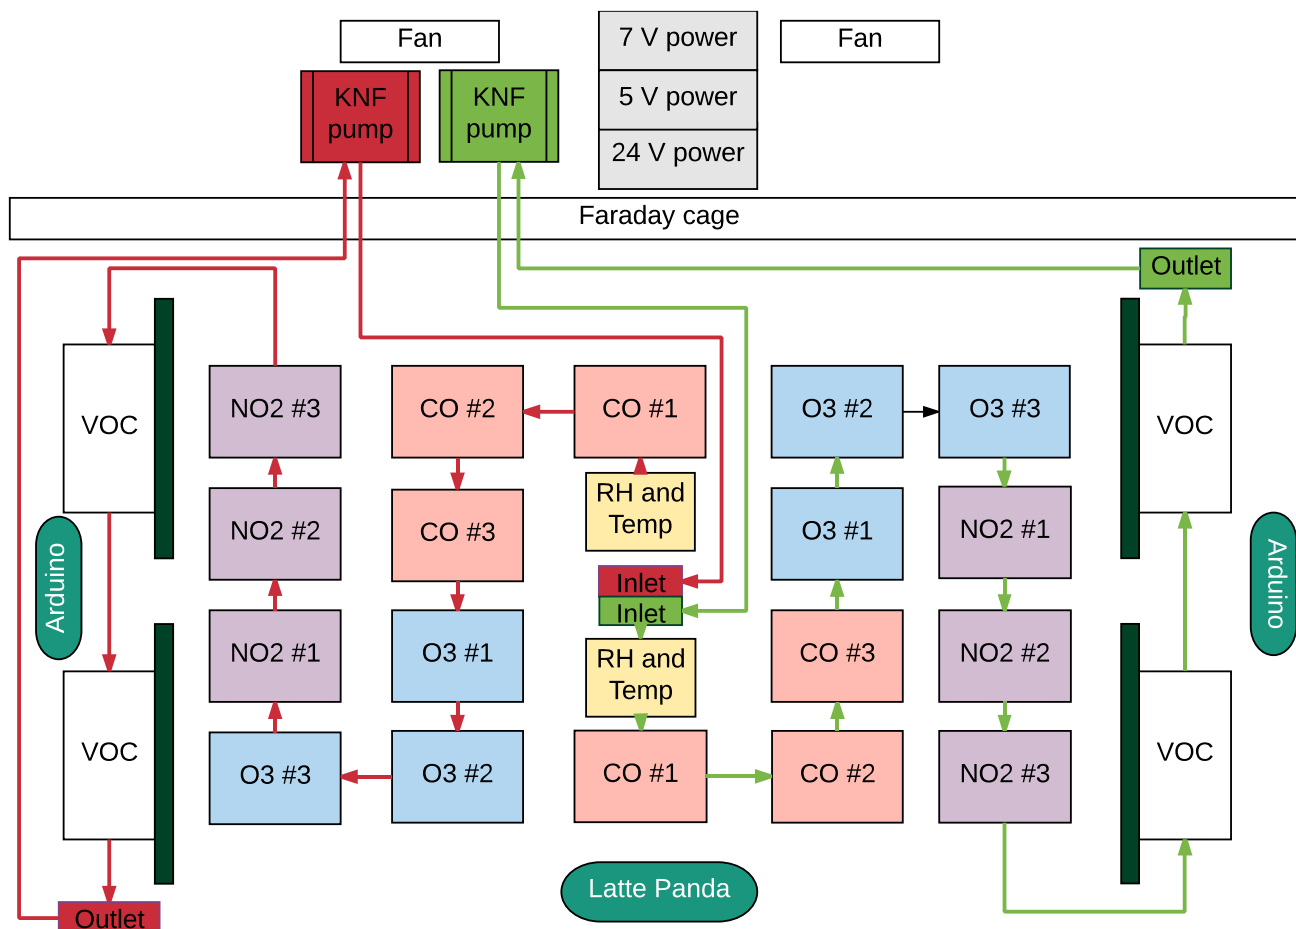 Fan
7 V power
Fan
KNF
pump
KNF
pump
5 V power
24 V power
Faraday cage
Outlet
VOC
NO2 #3
CO #2
CO #1
O3 #2
O3 #3
VOC
RH and
Temp
NO2 #2
CO #3
O3 #1
NO2 #1
Arduino
Inlet
Inlet
Arduino
NO2 #1
O3 #1
RH and
Temp
CO #3
NO2 #2
VOC
O3 #3
O3 #2
CO #1
CO #2
NO2 #3
VOC
Latte Panda
Outlet